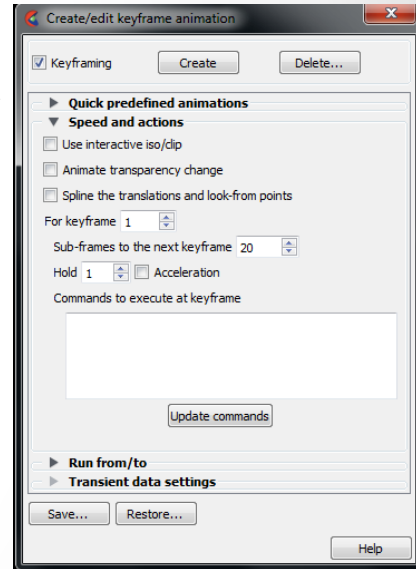 Create/edit keyframe animation
Keyframing Create Delete...
Quick predefined animations
Speed and actions
Use interactive iso/clip
Animate transparency change
Spline the translations and look-from points
For keyframe 1
Sub-frames to the next keyframe 20
Hold 1 Acceleration
Commands to execute at keyframe
Update commands
Run from/to
Transient data settings
Save... Restore...
Help